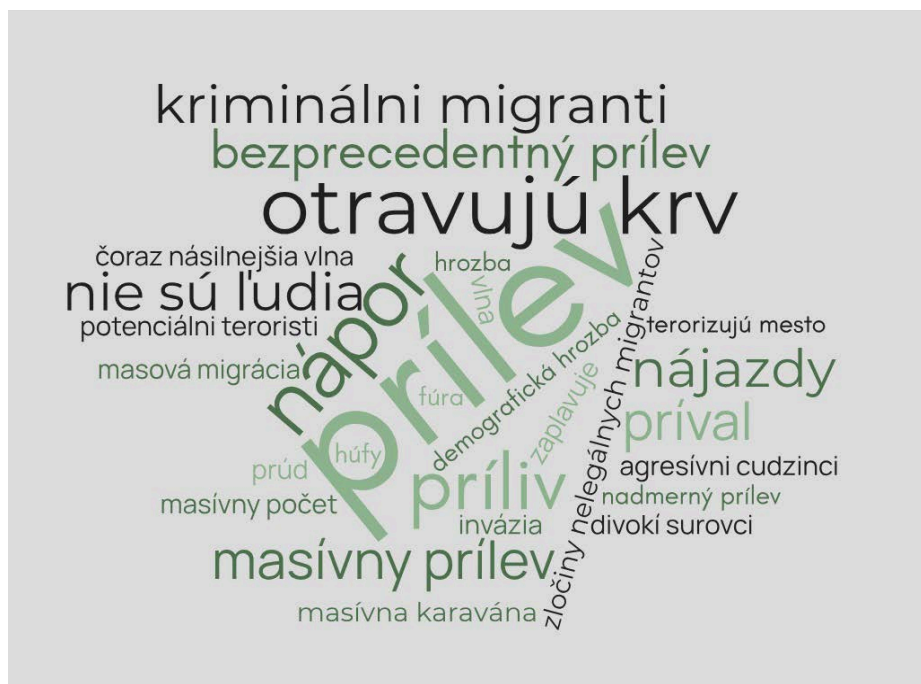 kriminálni migranti
bezprecedentný prílev
otravujú krv
čoraz násilnejšia vlna
hrozba
nie sú ľudia
vlna
nápor
prílev
potenciálni teroristi
terorizujú mesto
masová migrácia
nájazdy
demografická hrozba
zločiny nelegálnych migrantov
fúra
zaplavuje
príval
húfy
prúd
príliv
agresívni cudzinci
masívny počet
nadmerný prílev
invázia
divokí surovci
masívny prílev
masívna karavána